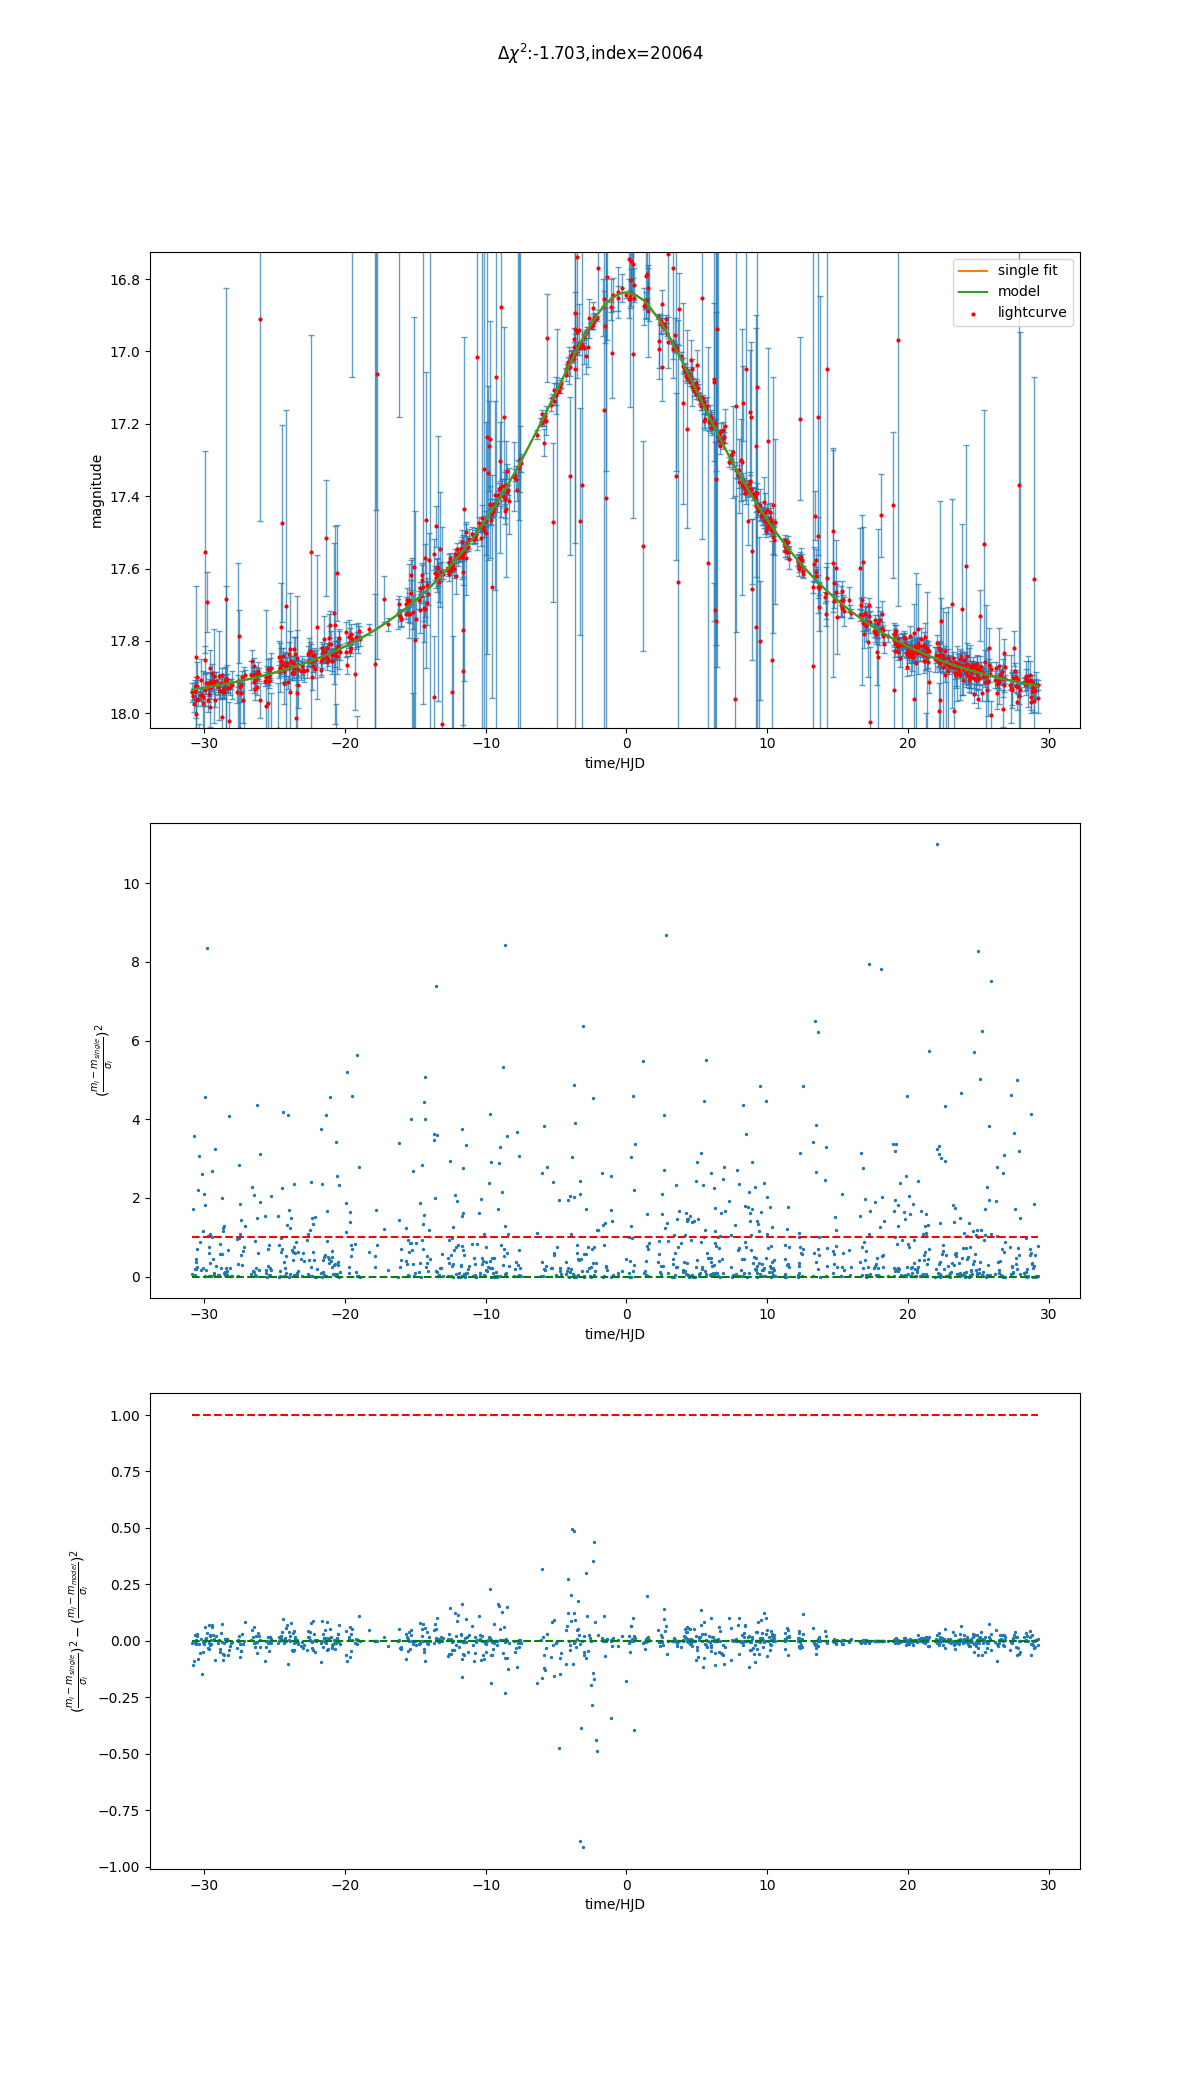 Δχ²:-1.703,index=20064
single fit
model
lightcurve
16.8
17.0
17.2
17.4
17.6
17.8
18.0
magnitude
−30 −20 −10 0 10 20 30
time/HJD
10
8
6
4
2
0
(mᵢ − m_single / σᵢ)²
−30 −20 −10 0 10 20 30
time/HJD
1.00
0.75
0.50
0.25
0.00
−0.25
−0.50
−0.75
−1.00
(mᵢ − m_single / σᵢ)² − (mᵢ − m_model / σᵢ)²
−30 −20 −10 0 10 20 30
time/HJD